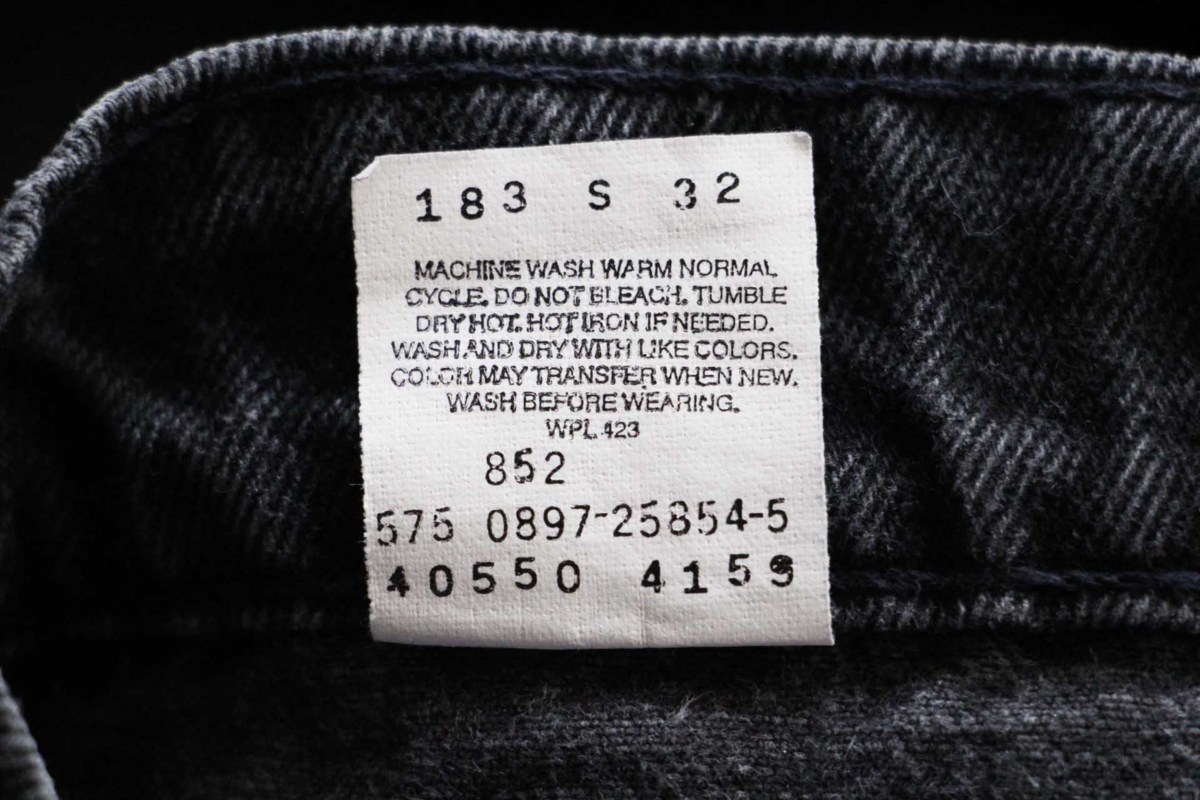 183 S 32
MACHINE WASH WARM NORMAL
CYCLE. DO NOT BLEACH. TUMBLE
DRY HOT. HOT IRON IF NEEDED.
WASH AND DRY WITH LIKE COLORS.
COLOR MAY TRANSFER WHEN NEW.
WASH BEFORE WEARING.
WPL 423
852
575 0897-25854-5
40550 4159